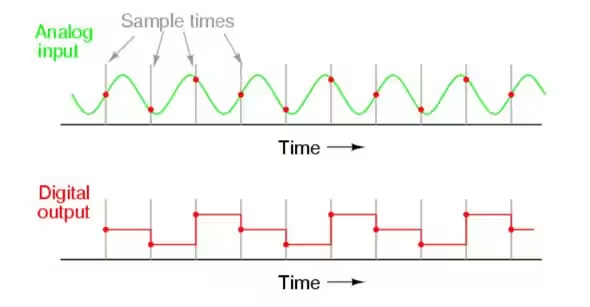 Analog
input
Sample times
Time
Digital
output
Time